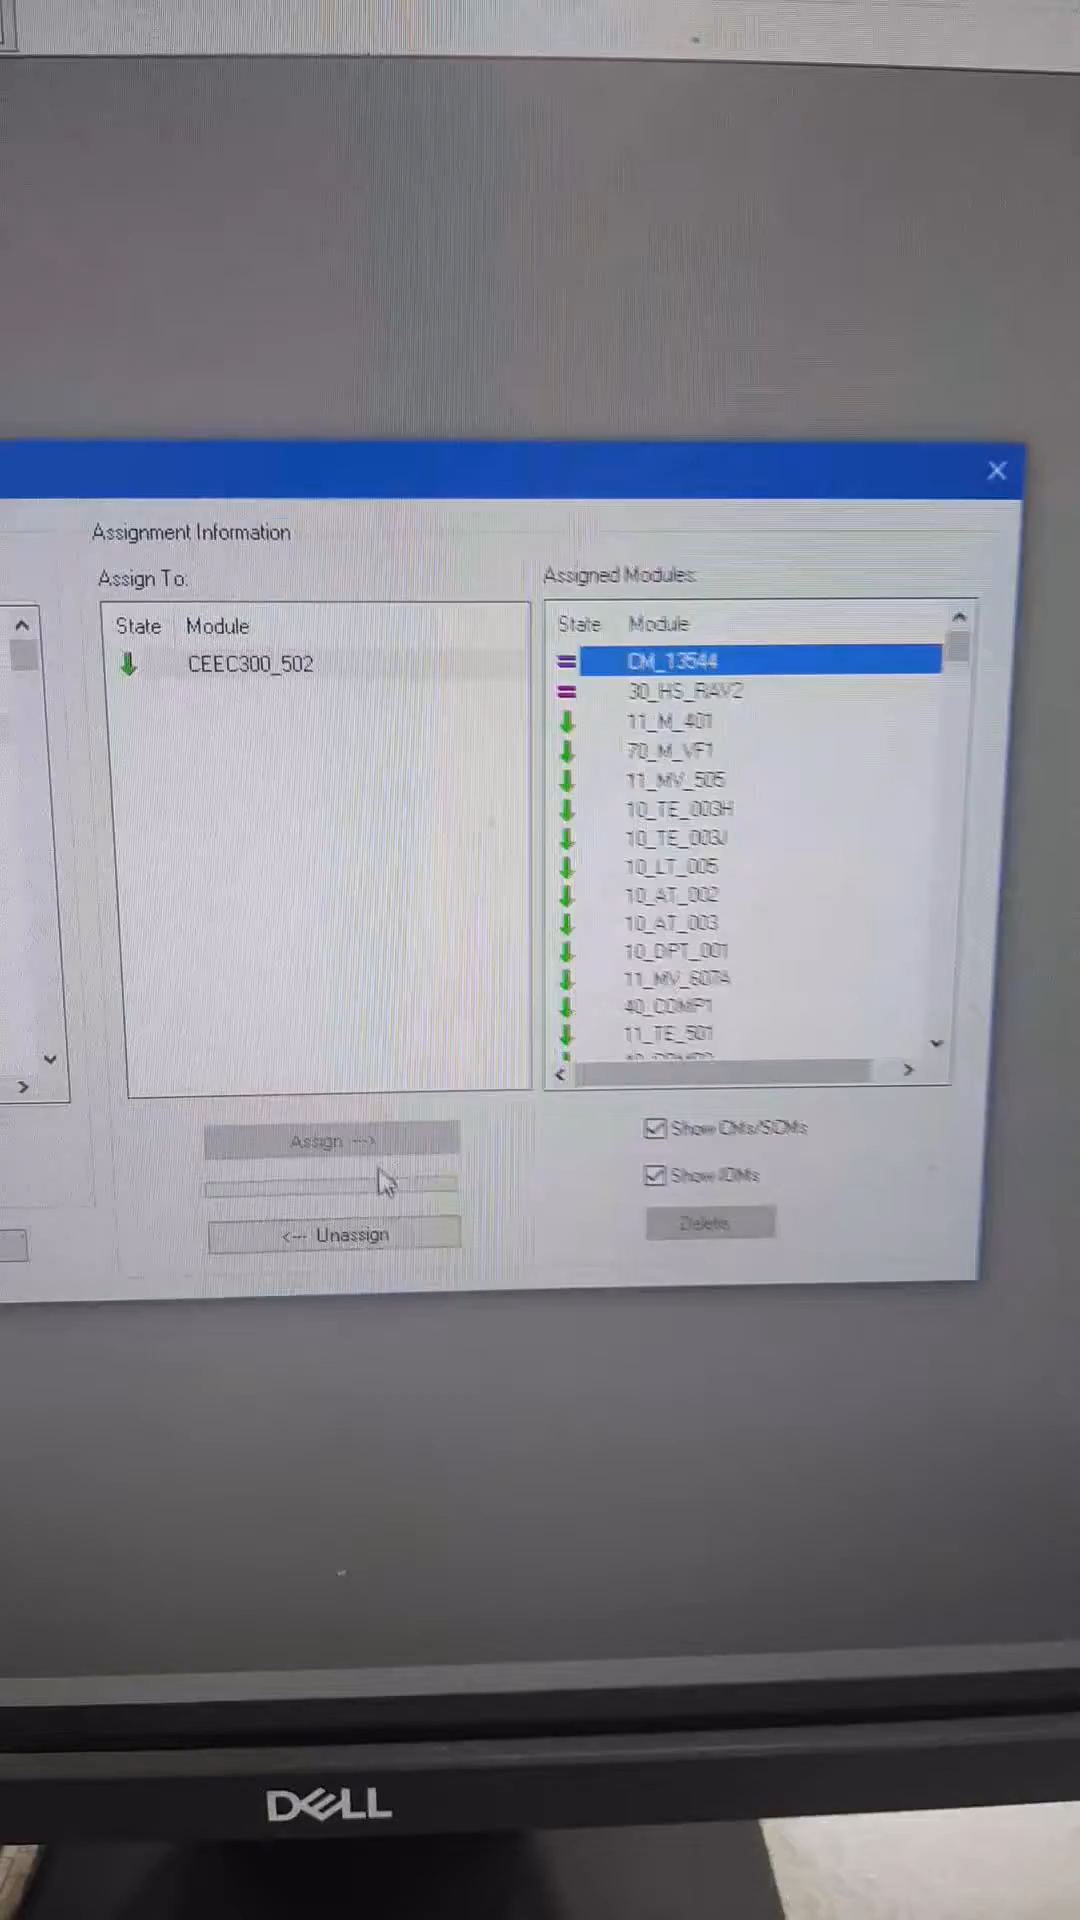 Assignment Information
Assign To:
State Module
CEEC300_502
Assigned Modules:
State Module
CM_13544
30_HS_RAV2
11_M_401
70_M_VF1
11_MV_505
10_TE_003H
10_TE_003J
10_LT_005
10_AT_002
10_AT_003
10_DPT_001
11_MV_607A
40_COMP1
11_TE_501
Assign --->
<--- Unassign
Show CMs/SCMs
Show IOMs
Delete
DELL